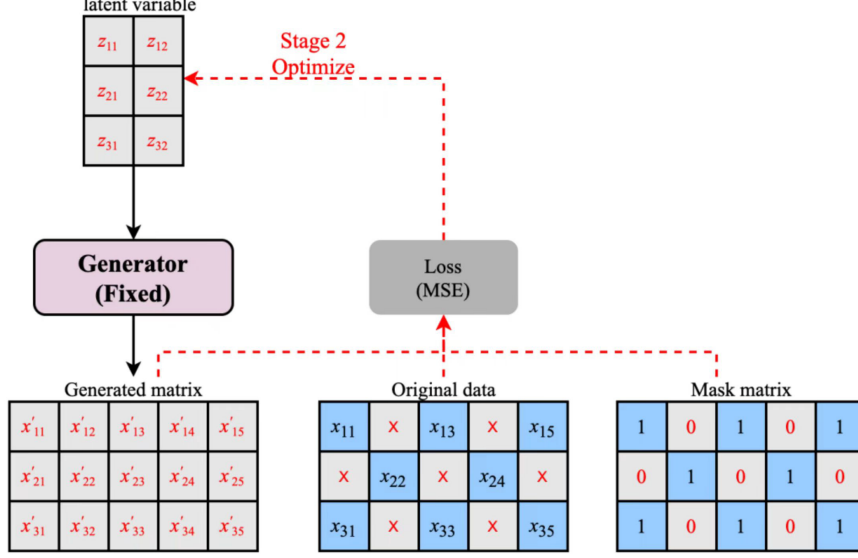 latent variable
z11 z12
z21 z22
z31 z32
Stage 2
Optimize
Generator
(Fixed)
Loss
(MSE)
Generated matrix
x'11 x'12 x'13 x'14 x'15
x'21 x'22 x'23 x'24 x'25
x'31 x'32 x'33 x'34 x'35
Original data
x11 x x13 x x15
x x22 x x24 x
x31 x x33 x x35
Mask matrix
1 0 1 0 1
0 1 0 1 0
1 0 1 0 1